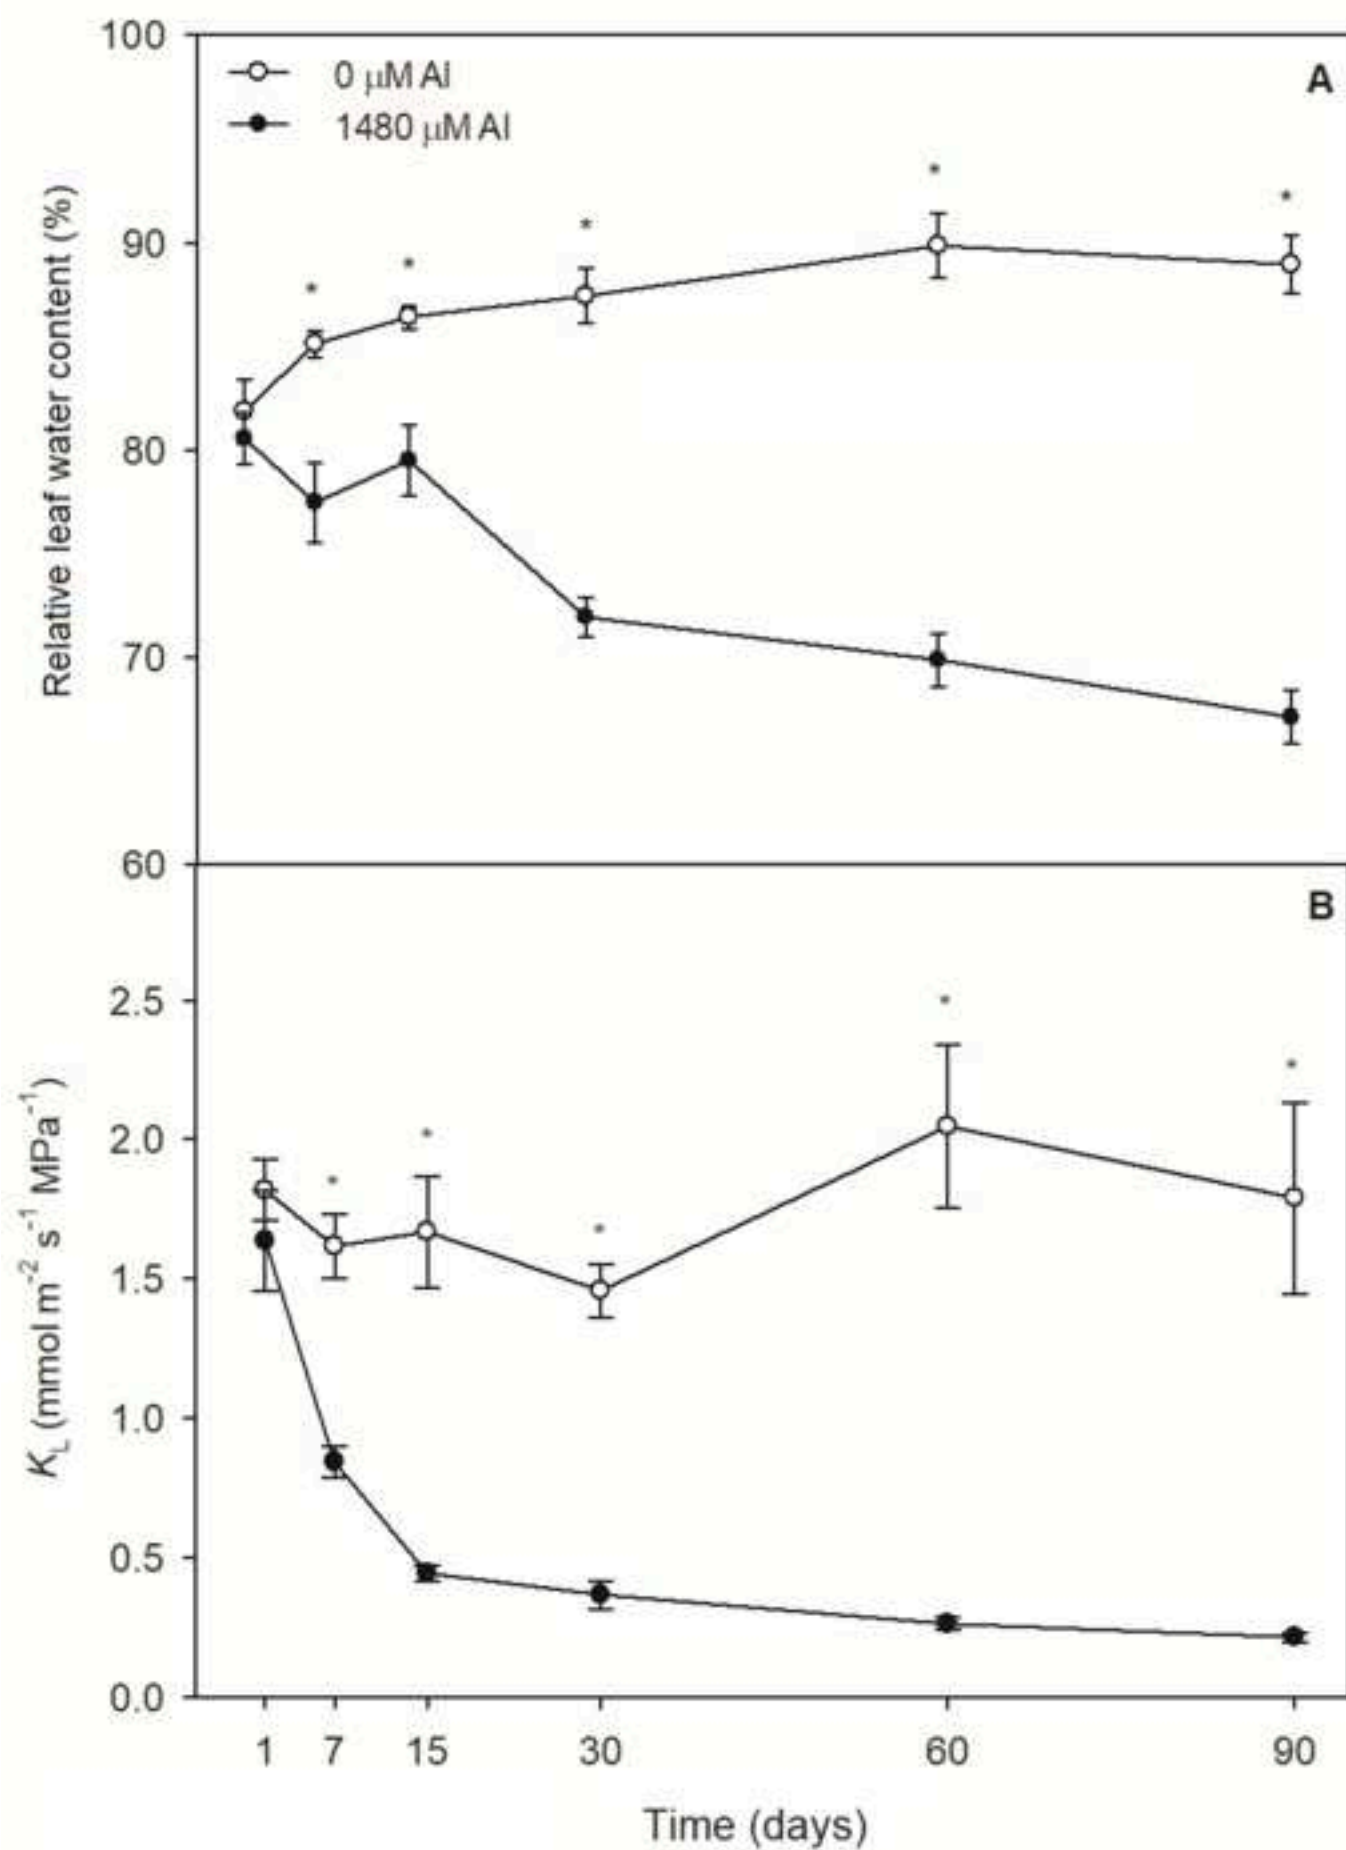 100
0 μM Al
A
1480 μM Al
*
*
*
*
*
90
80
70
60
Relative leaf water content (%)
B
2.5
*
*
*
*
*
2.0
1.5
1.0
0.5
0.0
K_L (mmol m⁻² s⁻¹ MPa⁻¹)
1 7 15 30 60 90
Time (days)